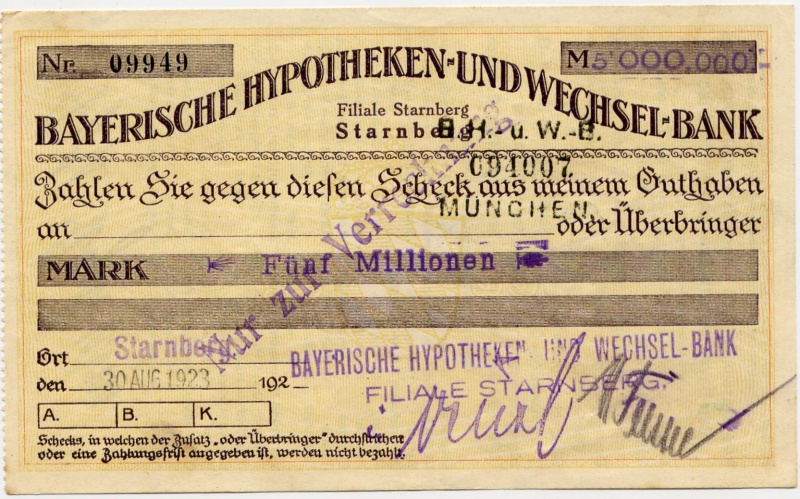 Nr. 09949
M 5'000,000.-
BAYERISCHE HYPOTHEKEN-UND WECHSEL-BANK
Filiale Starnberg
Starnberg
B.H.-u.W.-B.
094007
MÜNCHEN.
Zahlen Sie gegen diesen Scheck aus meinem Guthaben
an oder Überbringer
MARK Fünf Millionen
Nur zur Verrechnung
Ort Starnberg
den 30 AUG 1923 192
BAYERISCHE HYPOTHEKEN- UND WECHSEL-BANK
FILIALE STARNBERG.
A. B. K.
Schecks, in welchen der Zusatz „oder Überbringer" durchstrichen
oder eine Zahlungsfrist angegeben ist, werden nicht bezahlt.